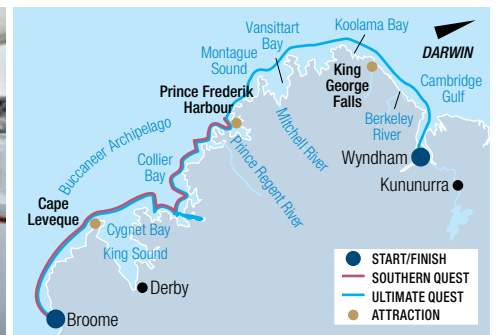 Vansittart
Bay
Koolama Bay
Montague
Sound
DARWIN
King
George
Falls
Cambridge
Gulf
Prince Frederik
Harbour
Berkeley
River
Mitchell River
Buccaneer Archipelago
Prince Regent River
Wyndham
Collier
Bay
Kununurra
Cape
Leveque
Cygnet Bay
King Sound
Derby
Broome
START/FINISH
SOUTHERN QUEST
ULTIMATE QUEST
ATTRACTION